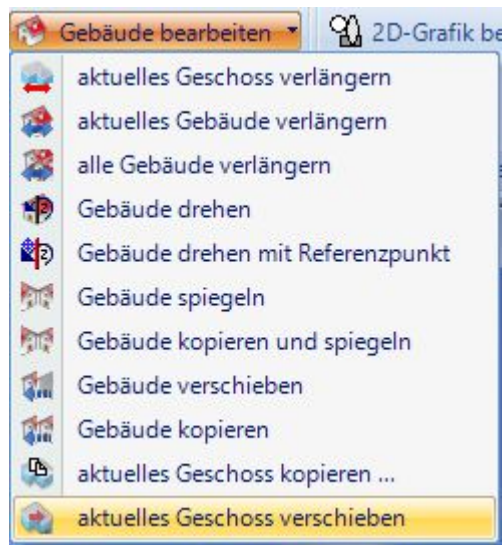 Gebäude bearbeiten
2D-Grafik be
aktuelles Geschoss verlängern
aktuelles Gebäude verlängern
alle Gebäude verlängern
Gebäude drehen
Gebäude drehen mit Referenzpunkt
Gebäude spiegeln
Gebäude kopieren und spiegeln
Gebäude verschieben
Gebäude kopieren
aktuelles Geschoss kopieren ...
aktuelles Geschoss verschieben